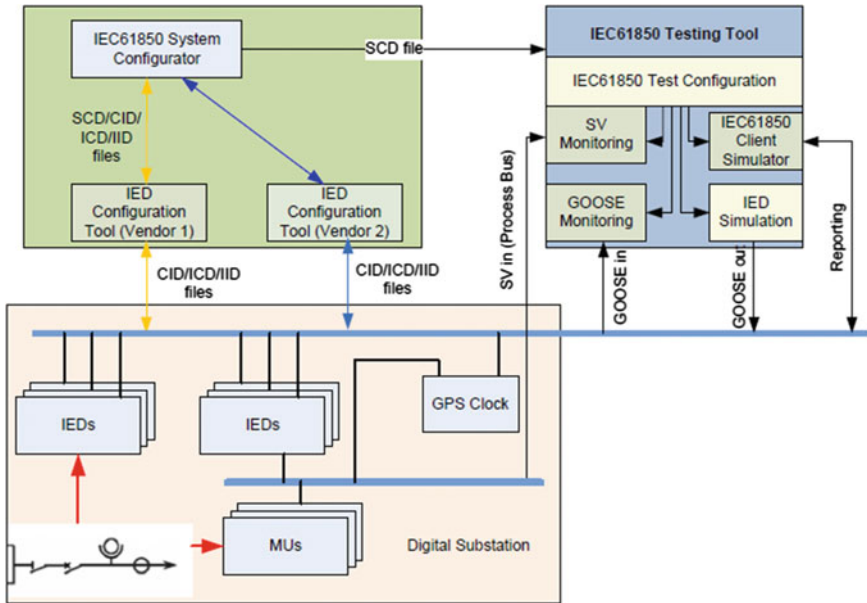 IEC61850 System
Configurator
SCD file
IEC61850 Testing Tool
IEC61850 Test Configuration
SCD/CID/
ICD/IID
files
SV
Monitoring
IEC61850
Client
Simulator
IED
Configuration
Tool (Vendor 1)
IED
Configuration
Tool (Vendor 2)
GOOSE
Monitoring
IED
Simulation
CID/ICD/IID
files
CID/ICD/IID
files
SV in (Process Bus)
GOOSE in
GOOSE out
Reporting
IEDs
IEDs
GPS Clock
MUs
Digital Substation